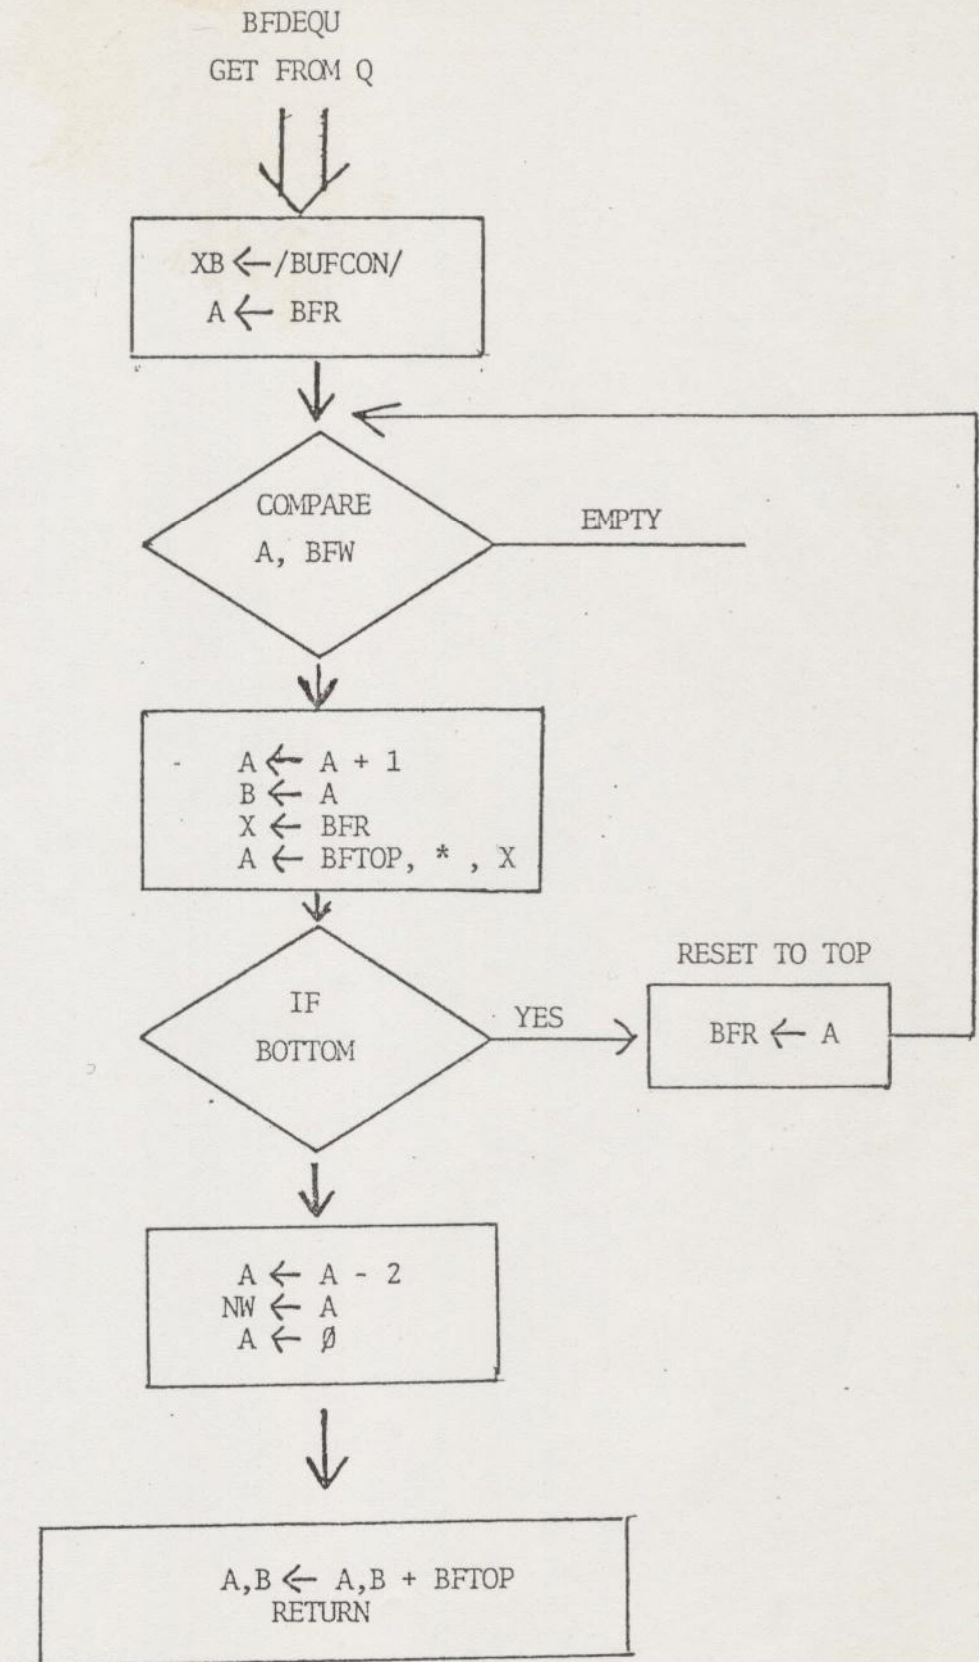 BFDEQU
GET FROM Q
XB ← /BUFCON/
A ← BFR
COMPARE
A, BFW
EMPTY
A ← A + 1
B ← A
X ← BFR
A ← BFTOP, * , X
IF
BOTTOM
YES
RESET TO TOP
BFR ← A
A ← A - 2
NW ← A
A ← Ø
A,B ← A,B + BFTOP
RETURN